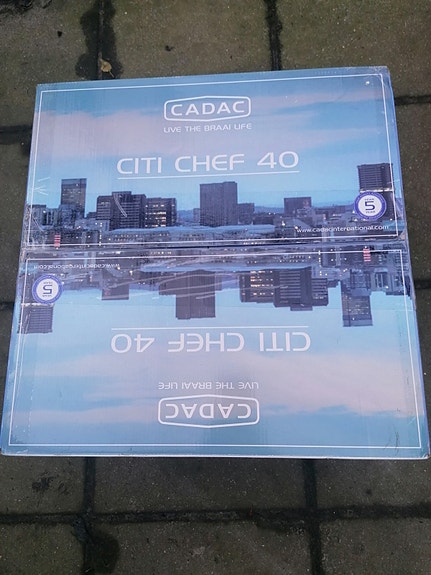 CADAC
LIVE THE BRAAI LIFE
CITI CHEF 40
5
www.cadacinternational.com
www.cadacinternational.com
5
CITI CHEF 40
LIVE THE BRAAI LIFE
CADAC